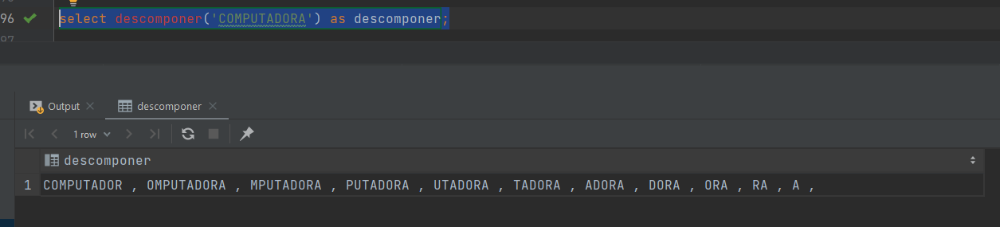 96 select descomponer('COMPUTADORA') as descomponer;
97
Output descomponer
1 row
descomponer
1 COMPUTADOR , OMPUTADORA , MPUTADORA , PUTADORA , UTADORA , TADORA , ADORA , DORA , ORA , RA , A ,